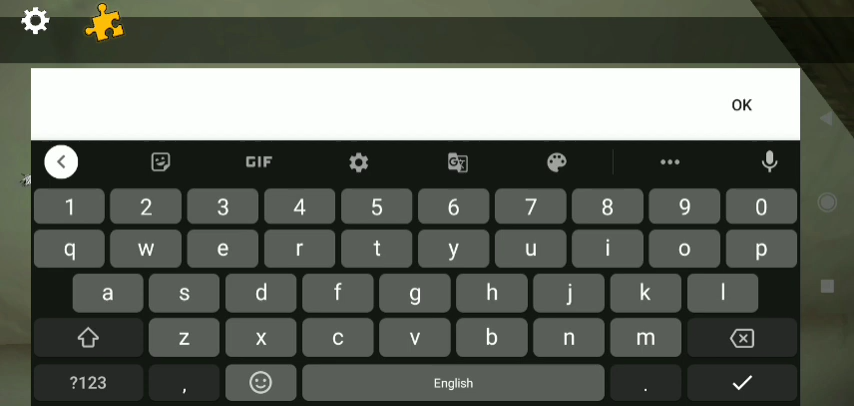 OK
GIF
1 2 3 4 5 6 7 8 9 0
q w e r t y u i o p
a s d f g h j k l
z x c v b n m
?123 , English .